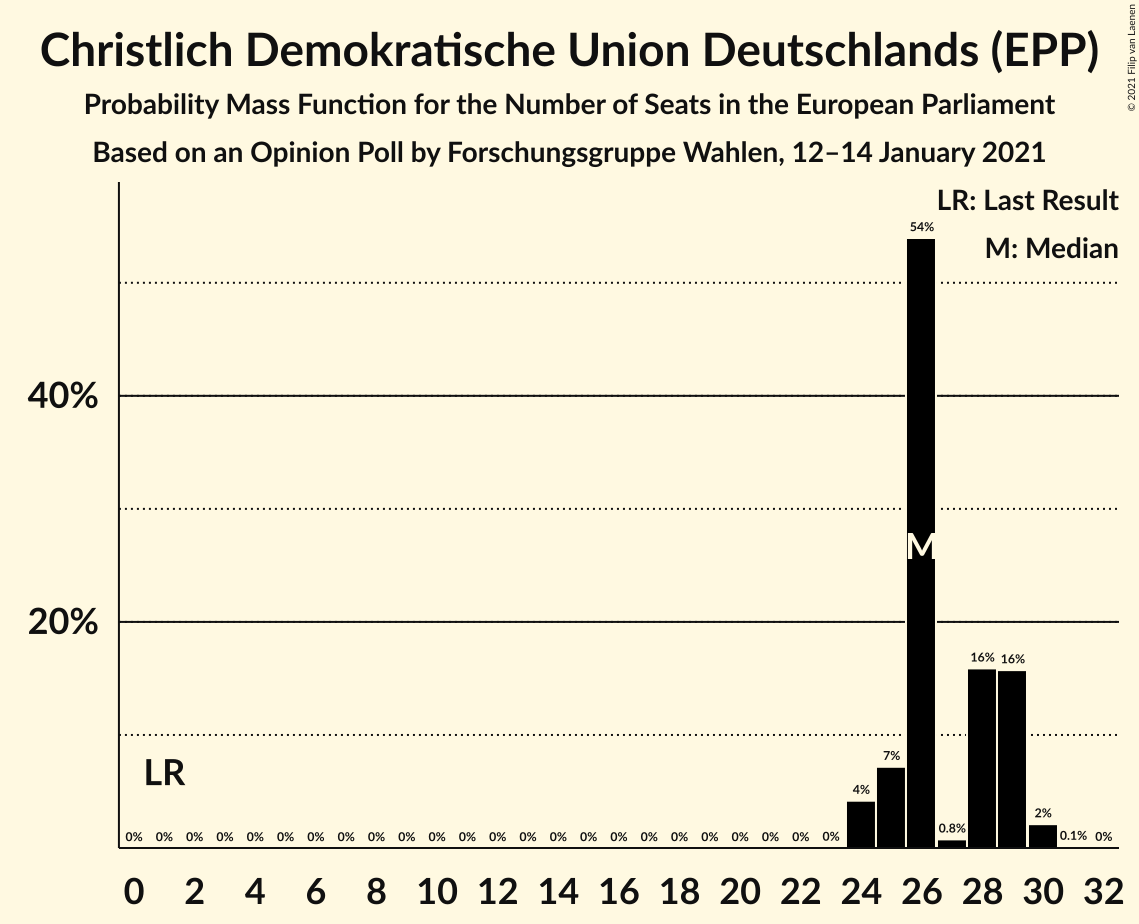 Christlich Demokratische Union Deutschlands (EPP)
Probability Mass Function for the Number of Seats in the European Parliament
Based on an Opinion Poll by Forschungsgruppe Wahlen, 12–14 January 2021
© 2021 Filip van Laenen
LR: Last Result
M: Median
54%
40%
M
20%
16% 16%
7%
LR
4%
2%
0.8%
0% 0% 0% 0% 0% 0% 0% 0% 0% 0% 0% 0% 0% 0% 0% 0% 0% 0% 0% 0% 0% 0% 0% 0% 0.1% 0%
0 2 4 6 8 10 12 14 16 18 20 22 24 26 28 30 32